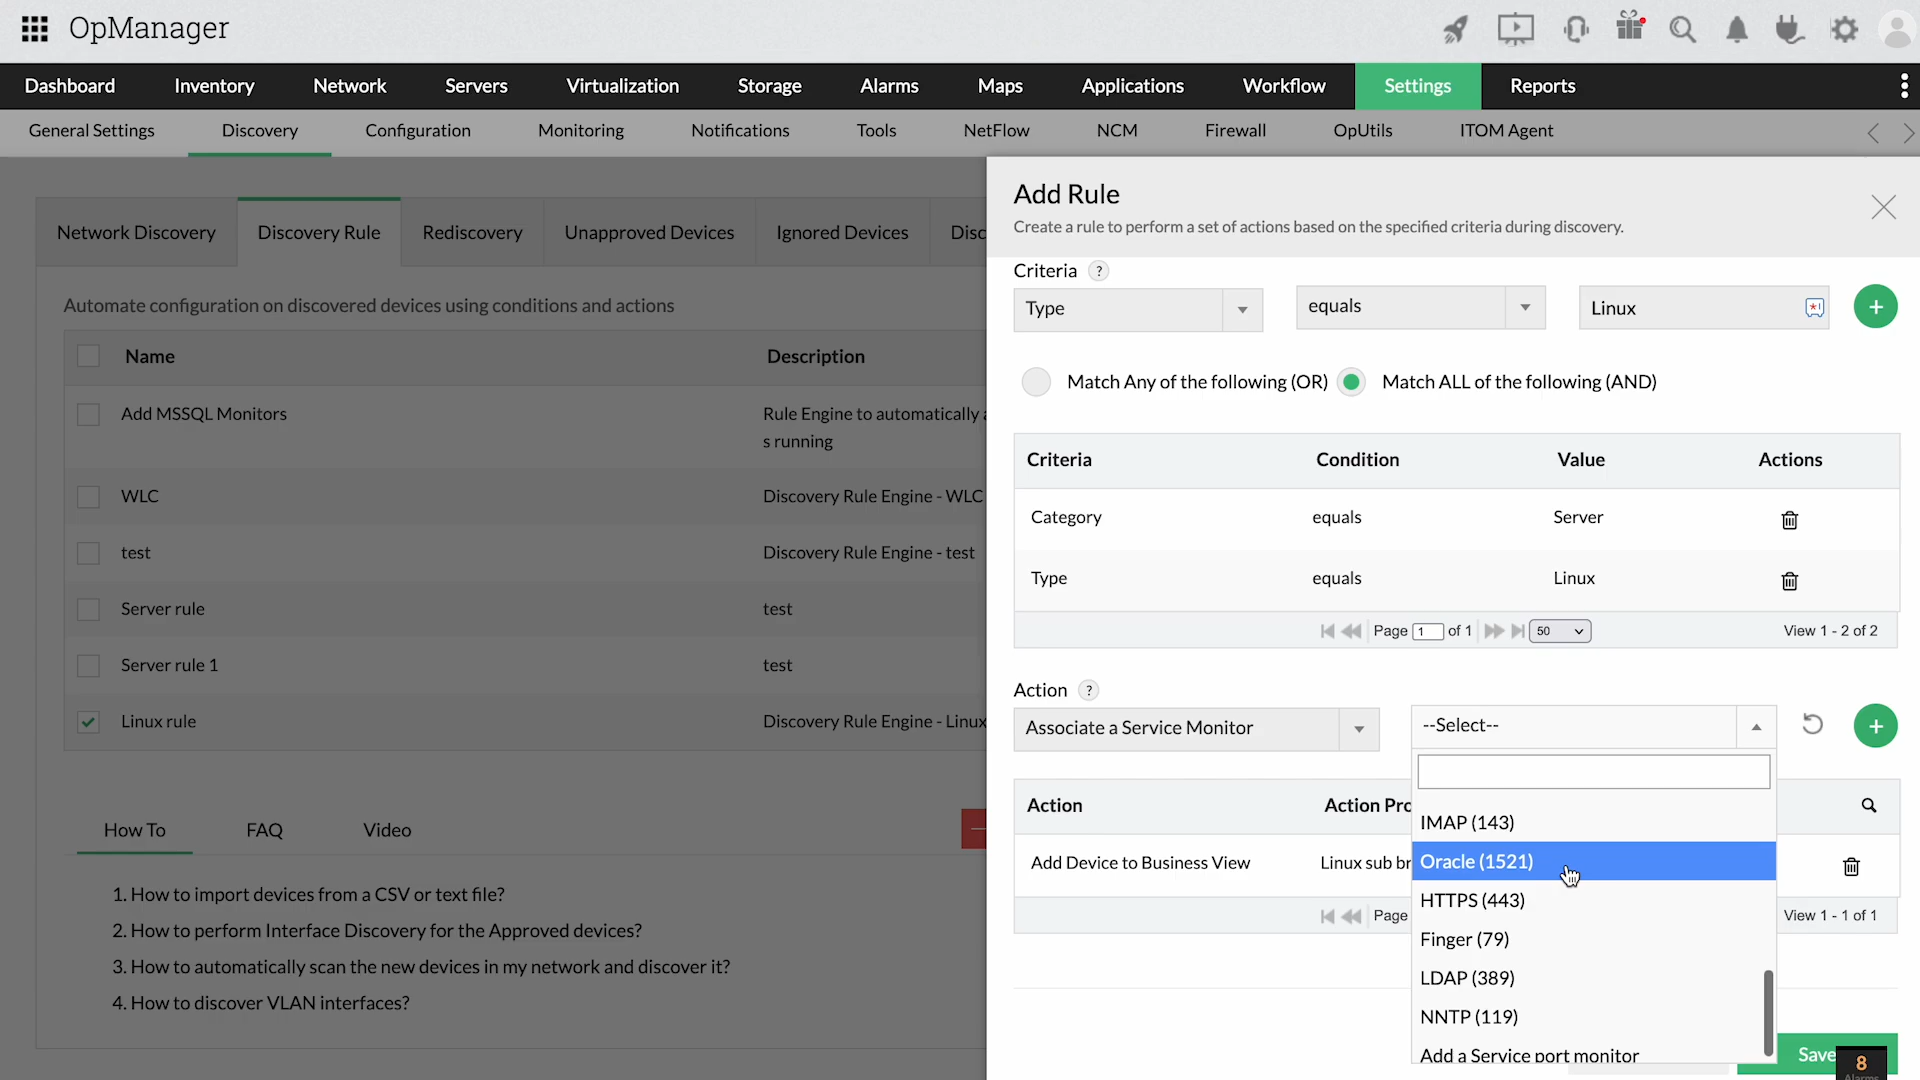 OpManager
Dashboard Inventory Network Servers Virtualization Storage Alarms Maps Applications Workflow Settings Reports
General Settings Discovery Configuration Monitoring Notifications Tools NetFlow NCM Firewall OpUtils ITOM Agent
Network Discovery Discovery Rule Rediscovery Unapproved Devices Ignored Devices Disc
Automate configuration on discovered devices using conditions and actions
Name Description
Add MSSQL Monitors Rule Engine to automatically a
s running
WLC Discovery Rule Engine - WLC
test Discovery Rule Engine - test
Server rule test
Server rule 1 test
Linux rule Discovery Rule Engine - Linux
How To FAQ Video
1. How to import devices from a CSV or text file?
2. How to perform Interface Discovery for the Approved devices?
3. How to automatically scan the new devices in my network and discover it?
4. How to discover VLAN interfaces?
Add Rule
Create a rule to perform a set of actions based on the specified criteria during discovery.
Criteria ?
Type equals Linux
Match Any of the following (OR) Match ALL of the following (AND)
Criteria Condition Value Actions
Category equals Server
Type equals Linux
Page 1 of 1 50 View 1 - 2 of 2
Action ?
Associate a Service Monitor --Select--
Action Action Pro
IMAP (143)
Add Device to Business View Linux sub br Oracle (1521)
HTTPS (443)
Page View 1 - 1 of 1
Finger (79)
LDAP (389)
NNTP (119)
Add a Service port monitor
Save
8
Alarms